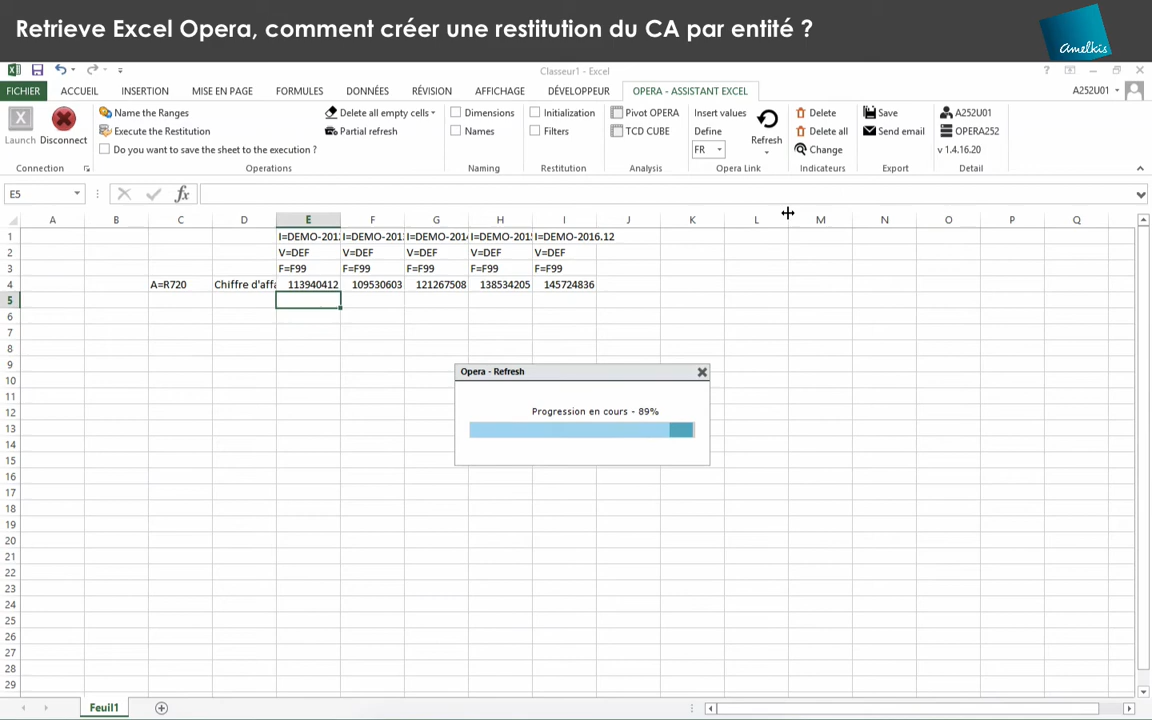 Retrieve Excel Opera, comment créer une restitution du CA par entité ?
Amelkis
Classeur1 - Excel
FICHIER ACCUEIL INSERTION MISE EN PAGE FORMULES DONNÉES RÉVISION AFFICHAGE DÉVELOPPEUR OPERA - ASSISTANT EXCEL A252U01
Name the Ranges Delete all empty cells Dimensions Initialization Pivot OPERA Insert values Delete Save A252U01
Launch Disconnect Execute the Restitution Partial refresh Names Filters TCD CUBE Define Refresh Delete all Send email OPERA252
Do you want to save the sheet to the execution ? FR Change v 1.4.16.20
Connection Operations Naming Restitution Analysis Opera Link Indicateurs Export Detail
E5 fx
A B C D E F G H I J K L M N O P Q
1 I=DEMO-201 I=DEMO-201 I=DEMO-201 I=DEMO-201 I=DEMO-2016.12
2 V=DEF V=DEF V=DEF V=DEF V=DEF
3 F=F99 F=F99 F=F99 F=F99 F=F99
4 A=R720 Chiffre d'affa 113940412 109530603 121267508 138534205 145724836
5
6
7
8
9
Opera - Refresh
10
11
12
Progression en cours - 89%
13
14
15
16
17
18
19
20
21
22
23
24
25
26
27
28
29
Feuil1